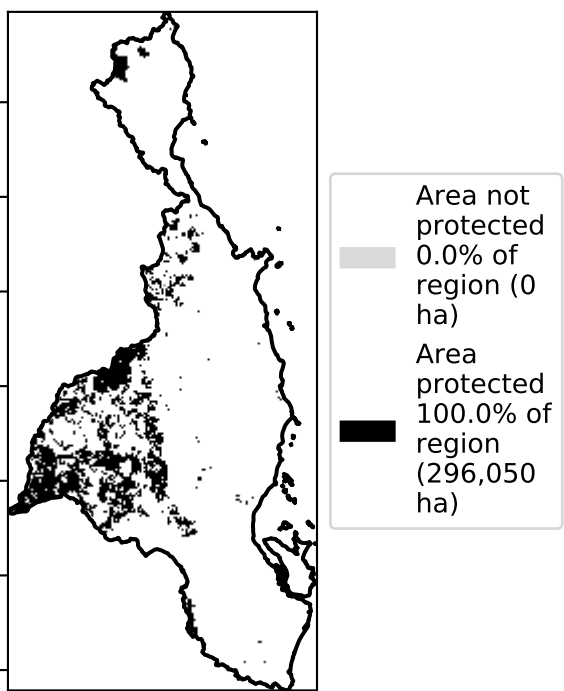 Area not
protected
0.0% of
region (0
ha)
Area
protected
100.0% of
region
(296,050
ha)